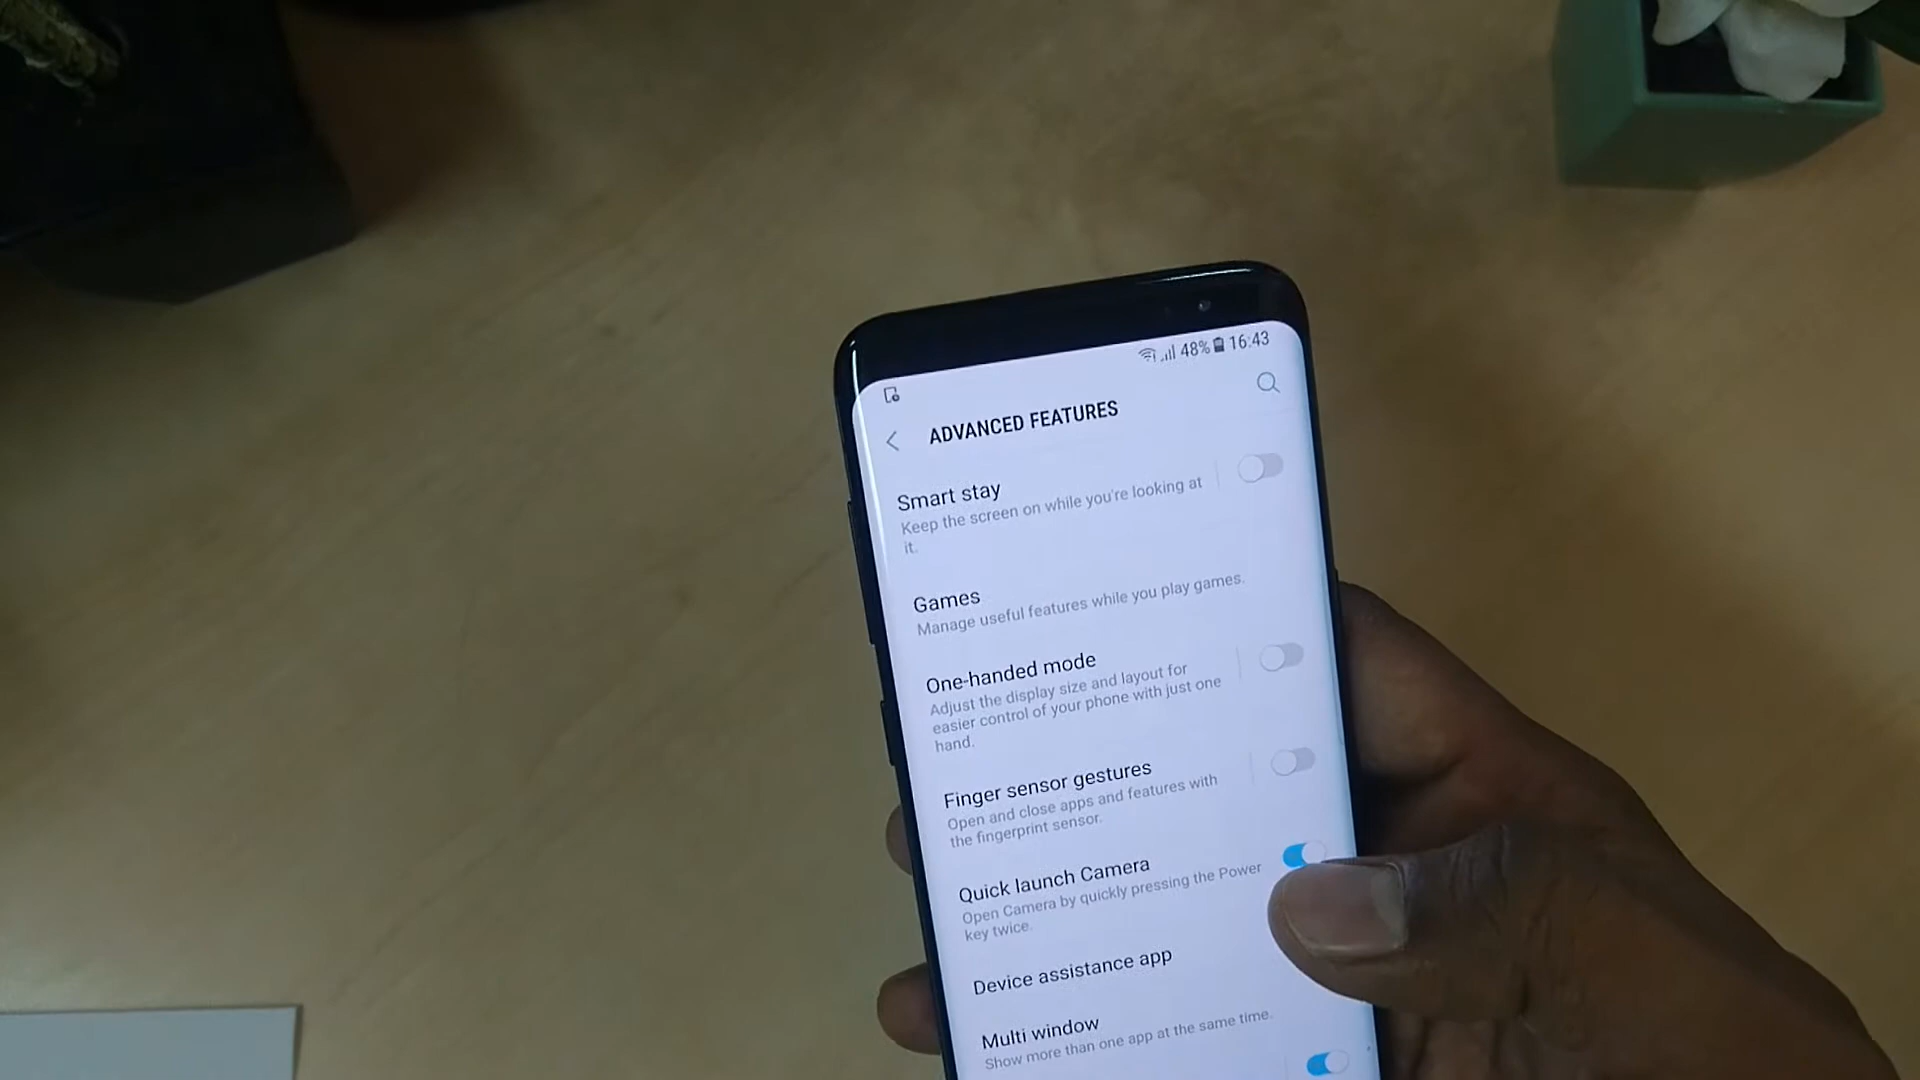 48% 16:43
ADVANCED FEATURES
Smart stay
Keep the screen on while you're looking at
it.
Games
Manage useful features while you play games.
One-handed mode
Adjust the display size and layout for
easier control of your phone with just one
hand.
Finger sensor gestures
Open and close apps and features with
the fingerprint sensor.
Quick launch Camera
Open Camera by quickly pressing the Power
key twice.
Device assistance app
Multi window
Show more than one app at the same time.